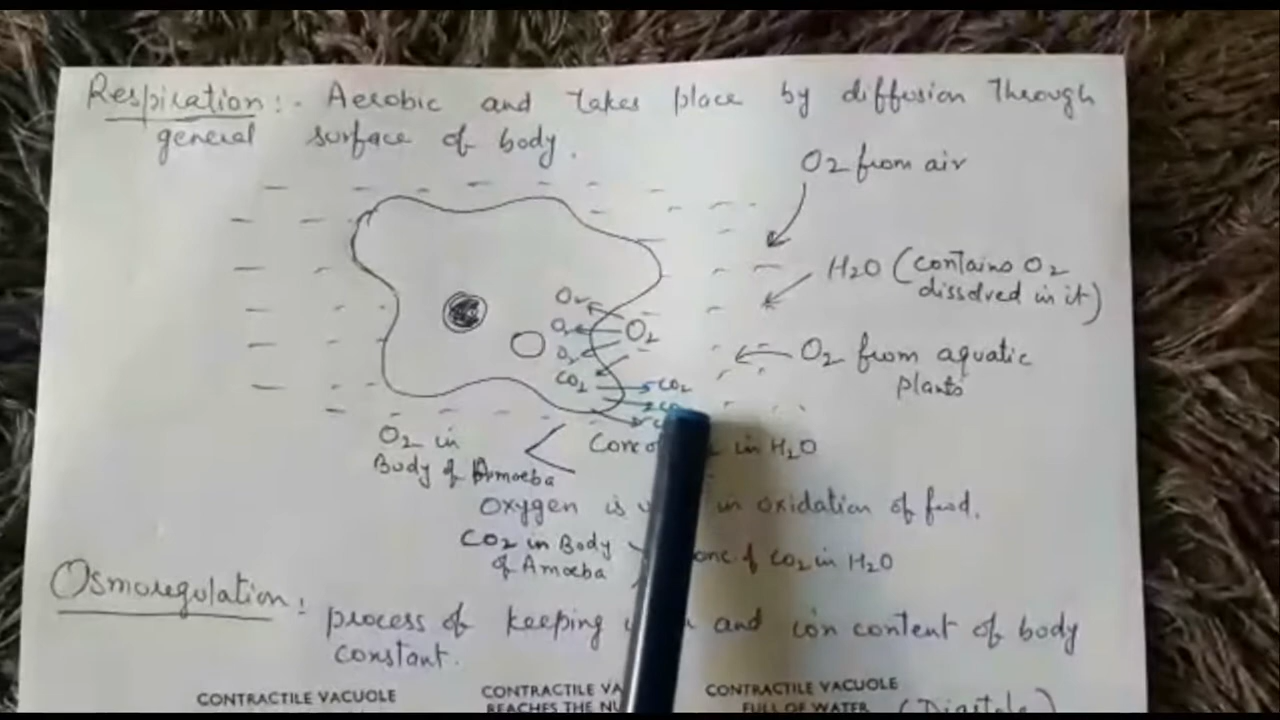 Respiration :- Aerobic and takes place by diffusion through
general surface of body.
O2 from air
H2O (contains O2
dissolved in it)
O2
O2
O2
O2
CO2
CO2
O2 from aquatic
plants
O2 in
Body of Amoeba
<
Conc in H2O
Oxygen is in oxidation of food.
CO2 in Body
of Amoeba
conc of CO2 in H2O
Osmoregulation :
process of keeping and ion content of body
constant.
CONTRACTILE VACUOLE
CONTRACTILE VA
REACHES THE NU
CONTRACTILE VACUOLE
FULL OF WATER